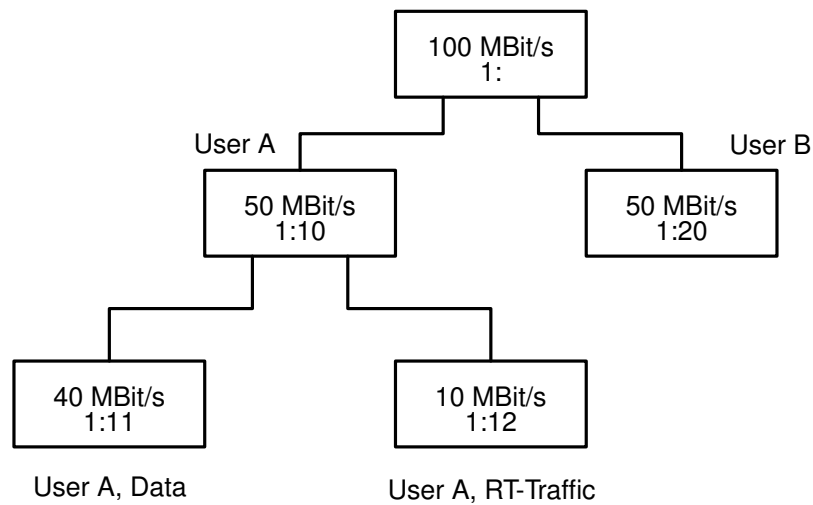 100 MBit/s
1:
User A
User B
50 MBit/s
1:10
50 MBit/s
1:20
40 MBit/s
1:11
10 MBit/s
1:12
User A, Data
User A, RT-Traffic